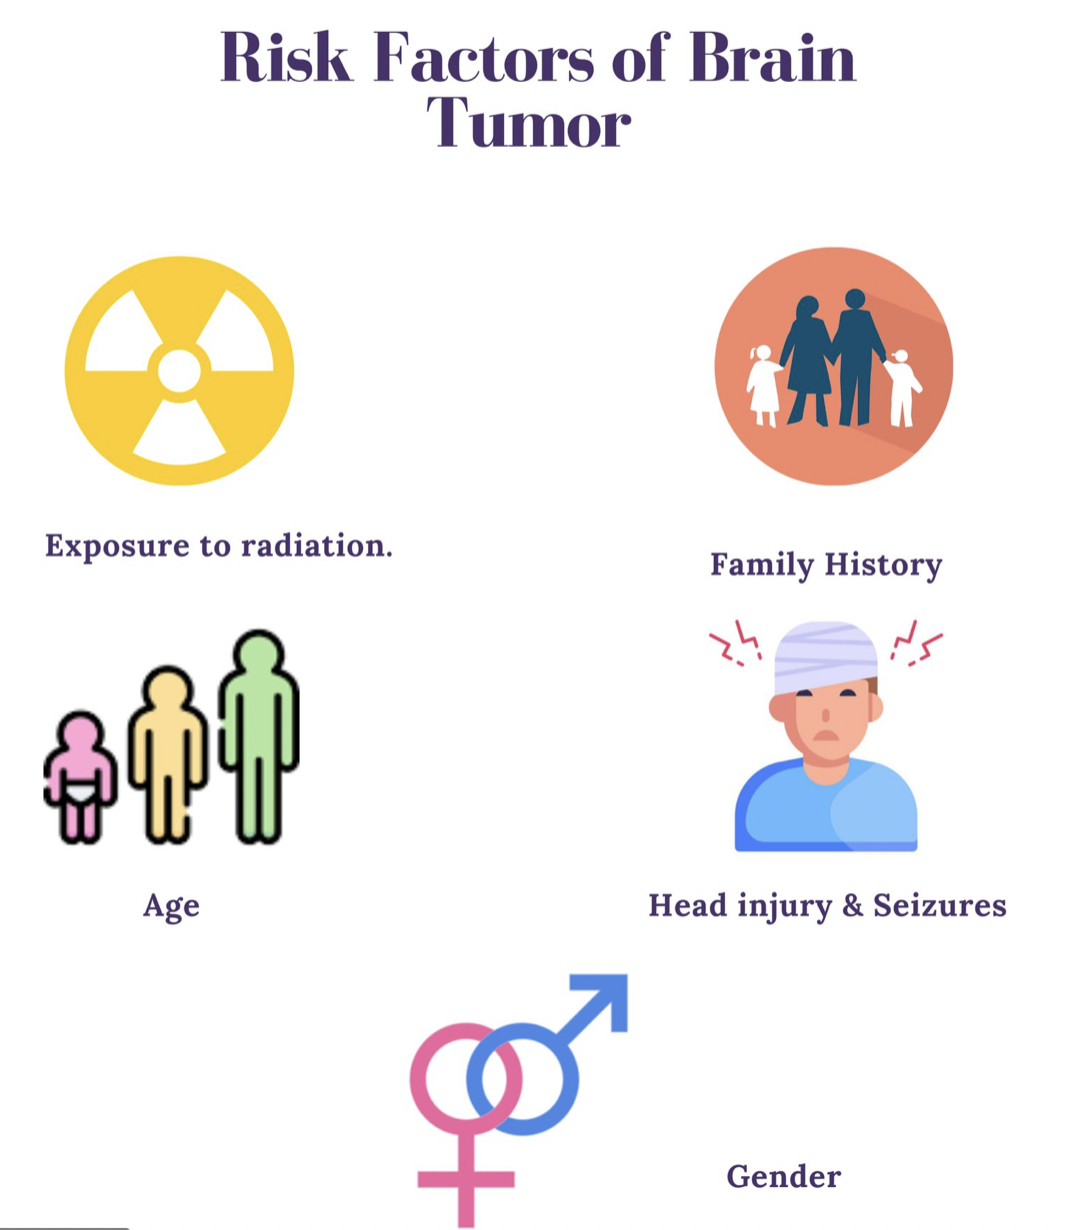 Risk Factors of Brain
Tumor
Exposure to radiation.
Family History
Age
Head injury & Seizures
Gender